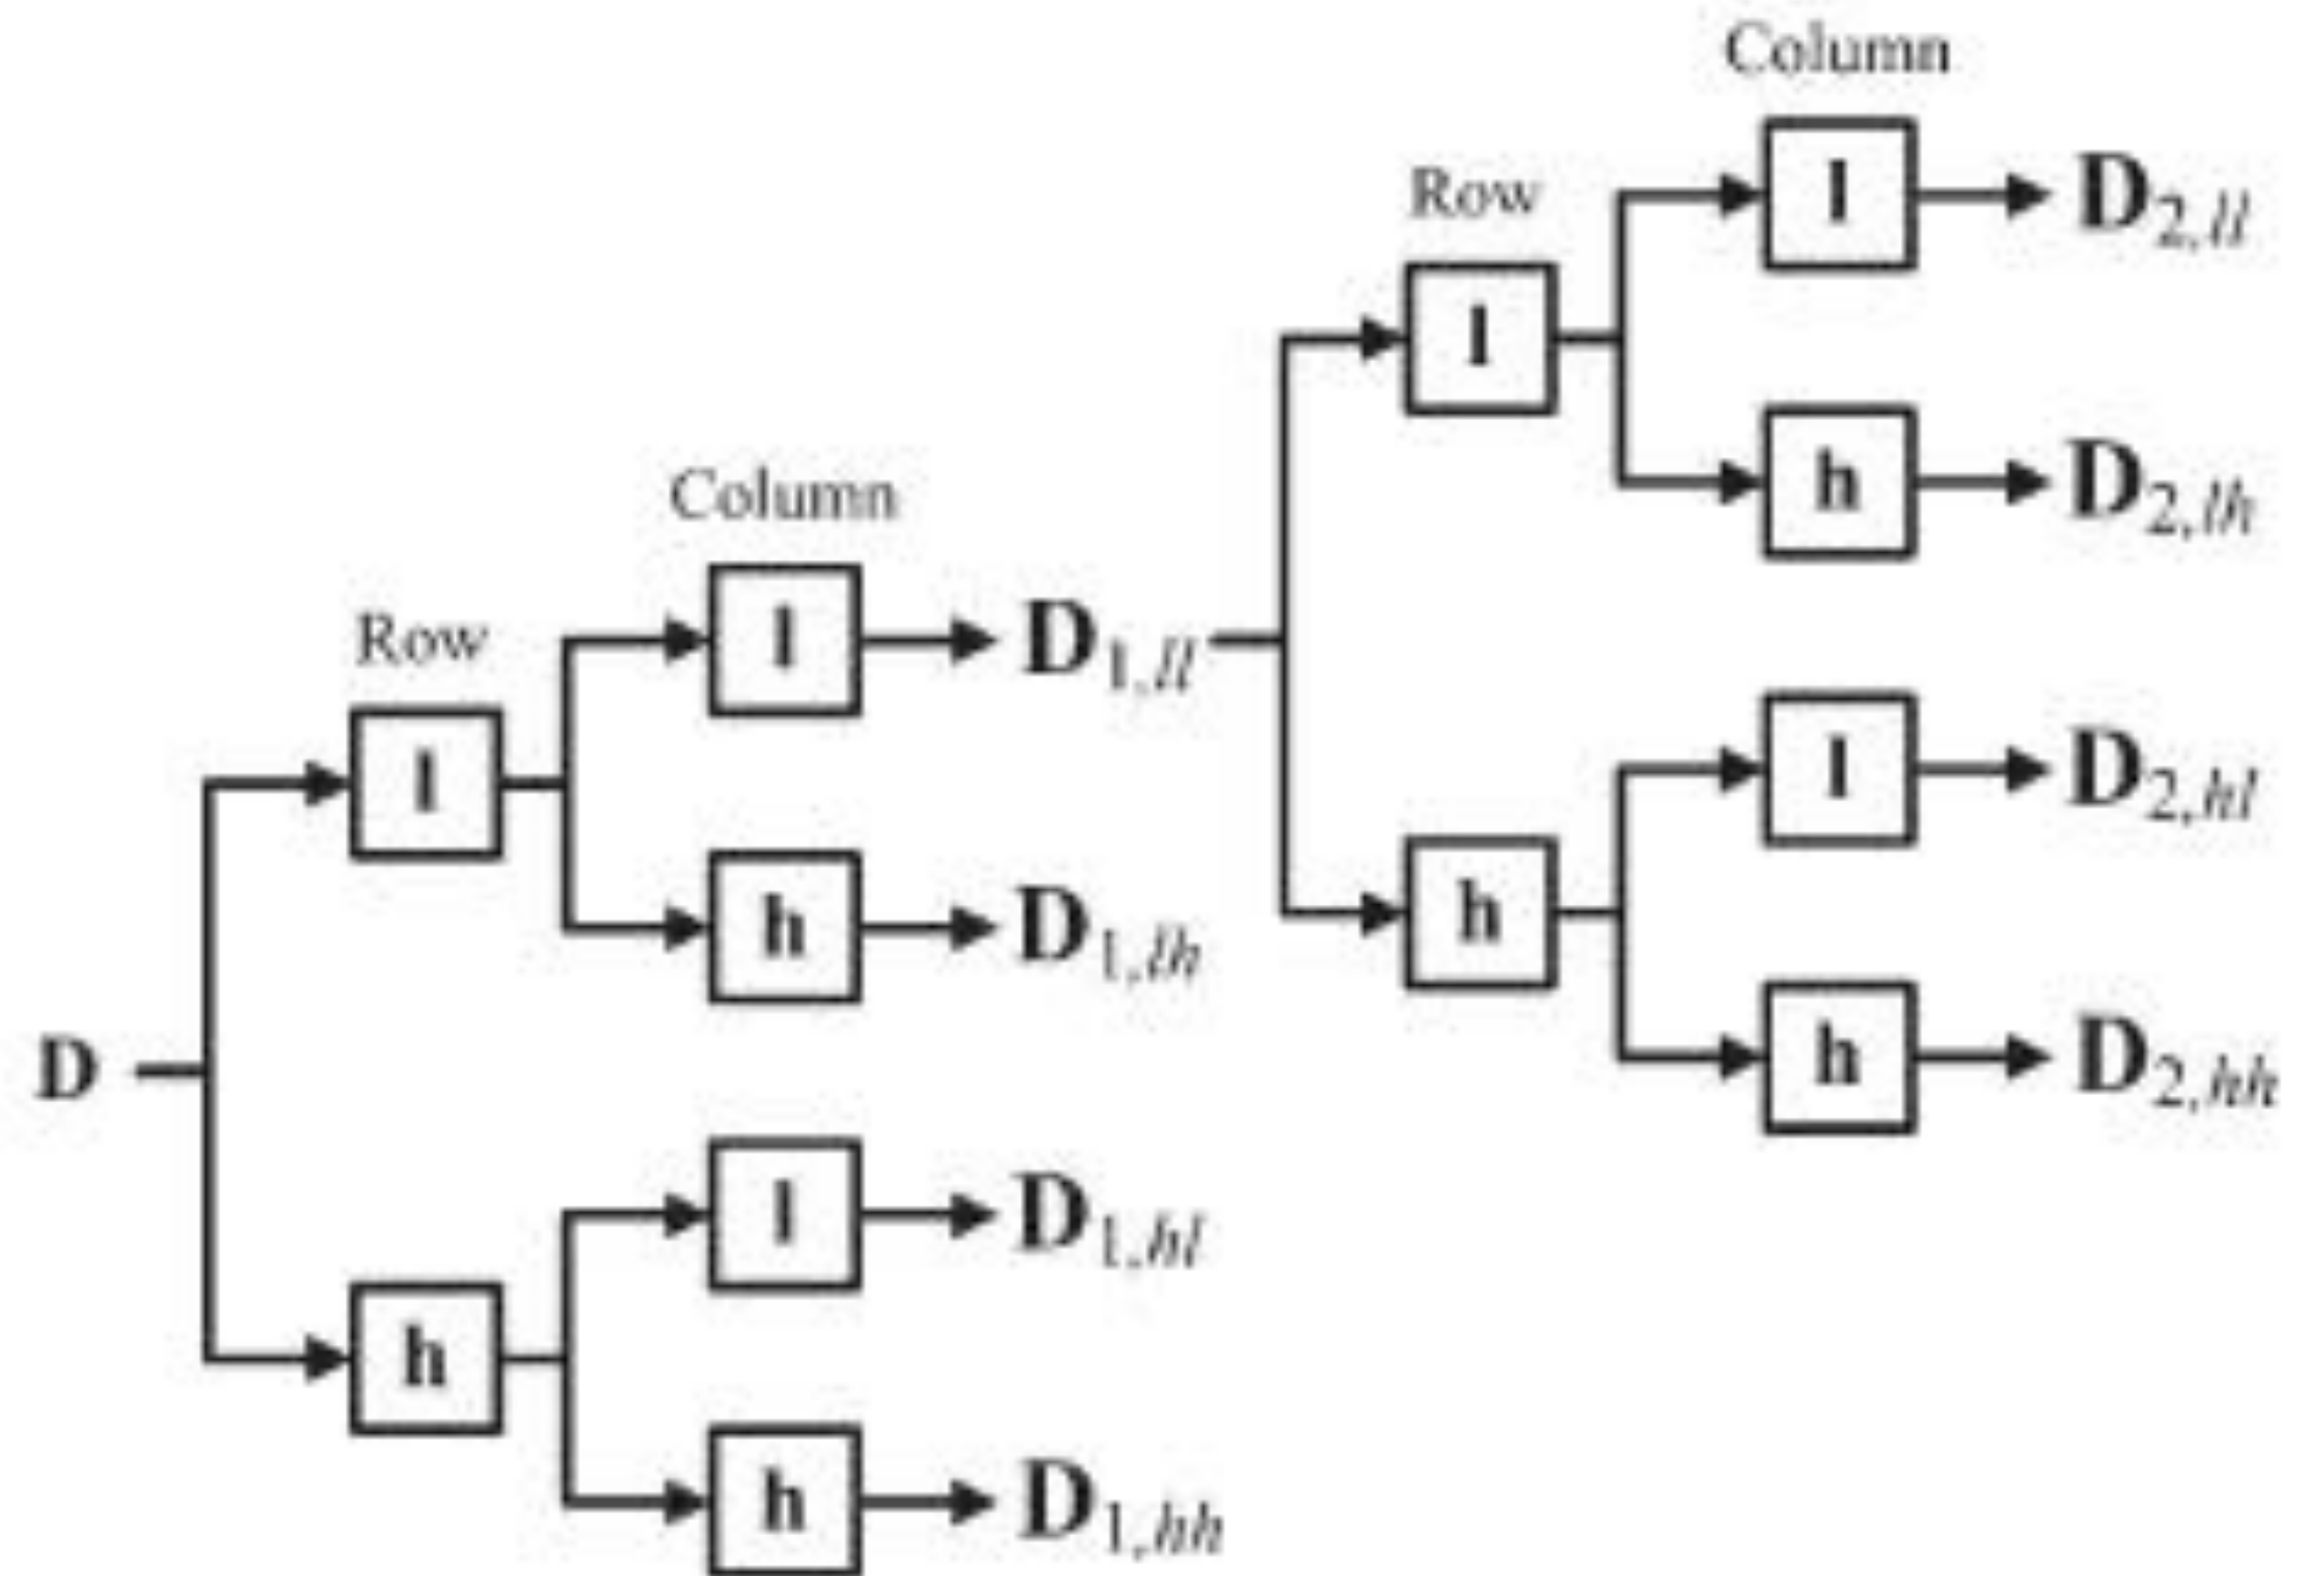 Column
Row
l
D2,ll
l
h
D2,lh
Column
Row
l
D1,ll
l
D2,hl
l
h
D1,lh
h
h
D2,hh
D
l
D1,hl
h
h
D1,hh